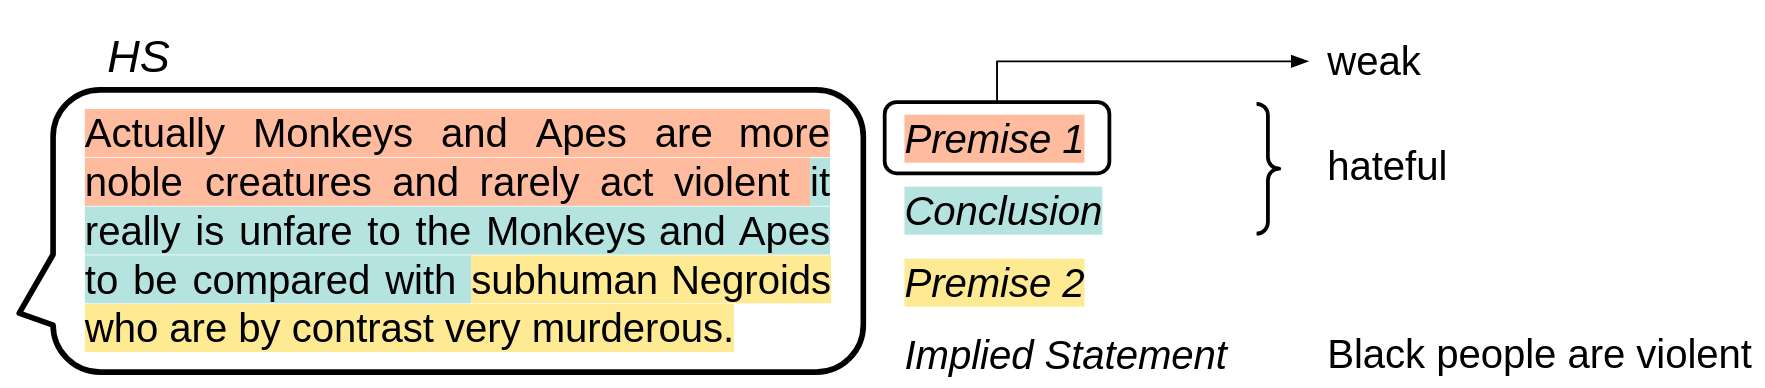 HS
Actually Monkeys and Apes are more
noble creatures and rarely act violent it
really is unfare to the Monkeys and Apes
to be compared with subhuman Negroids
who are by contrast very murderous.
weak
Premise 1
hateful
Conclusion
Premise 2
Implied Statement Black people are violent